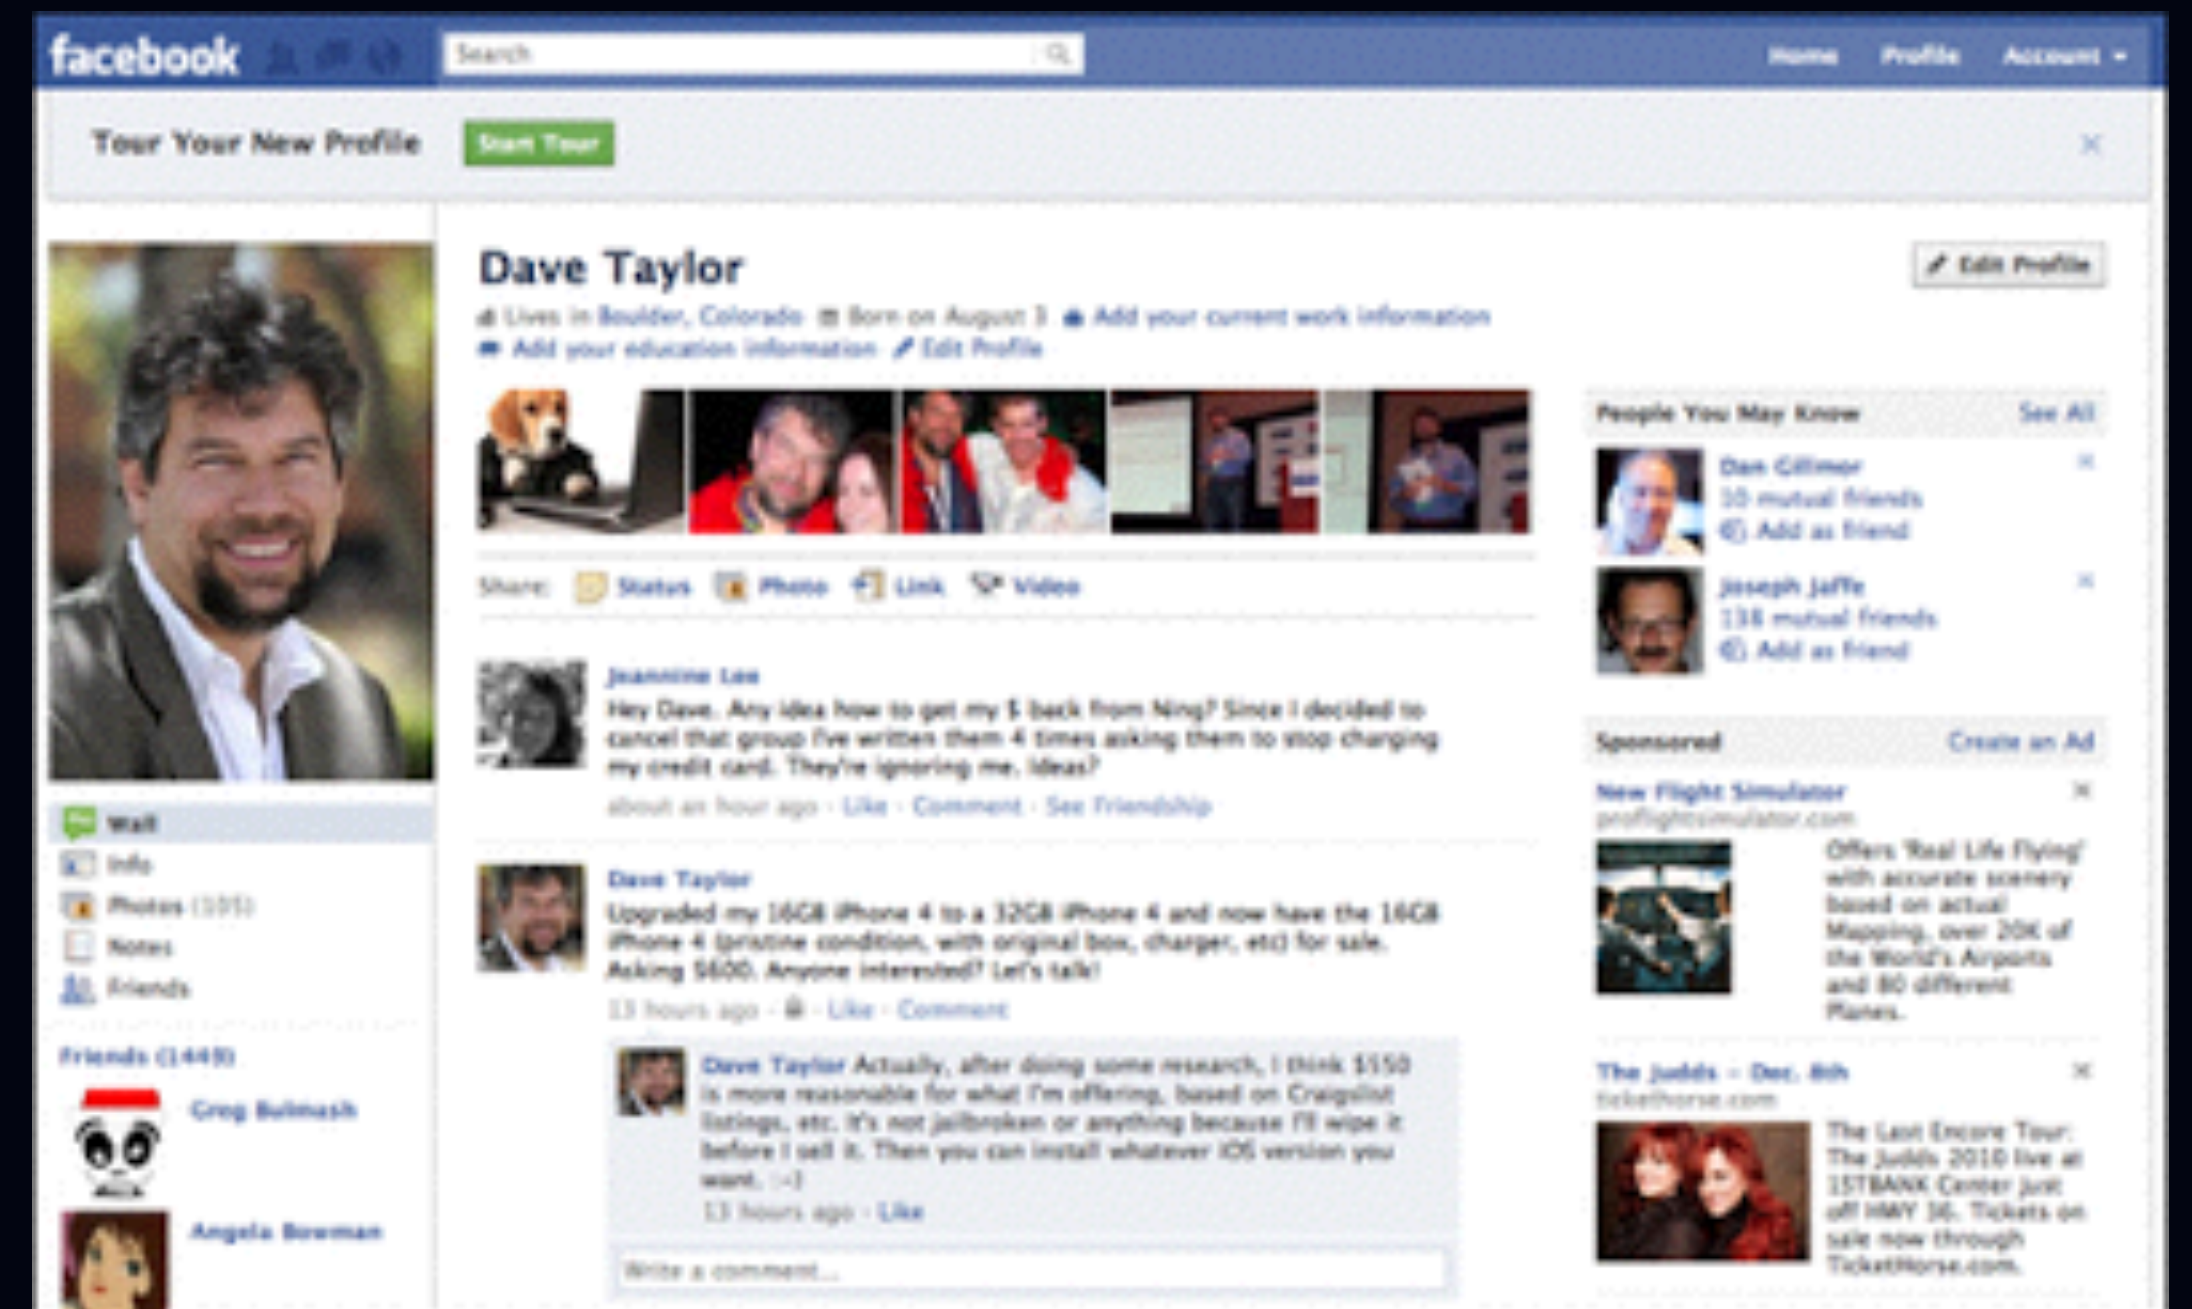 facebook
Search
Home Profile Account
Tour Your New Profile Start Tour
Dave Taylor
Edit Profile
Lives in Boulder, Colorado Born on August 3 Add your current work information
Add your education information Edit Profile
Share: Status Photo Link Video
Jeannine Lee
Hey Dave. Any idea how to get my $ back from Ning? Since I decided to
cancel that group I've written them 4 times asking them to stop charging
my credit card. They're ignoring me. Ideas?
about an hour ago · Like · Comment · See Friendship
Dave Taylor
Upgraded my 16GB iPhone 4 to a 32GB iPhone 4 and now have the 16GB
iPhone 4 (pristine condition, with original box, charger, etc) for sale.
Asking $600. Anyone interested? Let's talk!
13 hours ago · Like · Comment
Dave Taylor Actually, after doing some research, I think $550
is more reasonable for what I'm offering, based on Craigslist
listings, etc. It's not jailbroken or anything because I'll wipe it
before I sell it. Then you can install whatever iOS version you
want. :-)
13 hours ago · Like
Write a comment...
Wall
Info
Photos (105)
Notes
Friends
Friends (1449)
Greg Bulmash
Angela Bowman
People You May Know See All
Dan Gillmor
10 mutual friends
Add as friend
Joseph Jaffe
138 mutual friends
Add as friend
Sponsored Create an Ad
New Flight Simulator
proflightsimulator.com
Offers 'Real Life Flying'
with accurate scenery
based on actual
Mapping, over 20K of
the World's Airports
and 80 different
Planes.
The Judds – Dec. 8th
tickethorse.com
The Last Encore Tour:
The Judds 2010 live at
1STBANK Center just
off HWY 36. Tickets on
sale now through
TicketHorse.com.